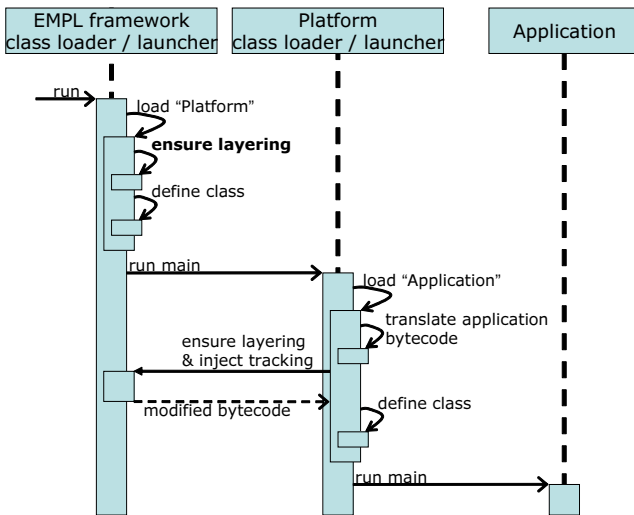 EMPL framework
class loader / launcher
Platform
class loader / launcher
Application
run
load “Platform”
ensure layering
define class
run main
load “Application”
translate application
bytecode
ensure layering
& inject tracking
modified bytecode
define class
run main